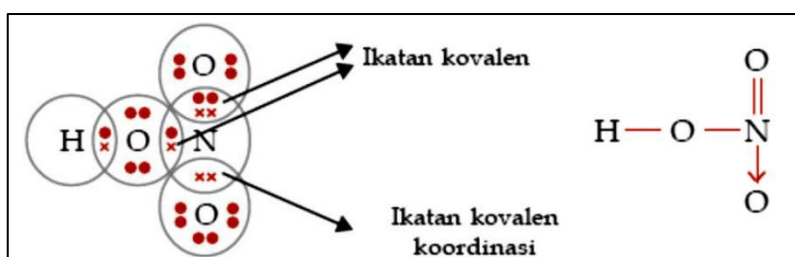 O
Ikatan kovalen
H O N
O
Ikatan kovalen
koordinasi
O
H — O — N
O